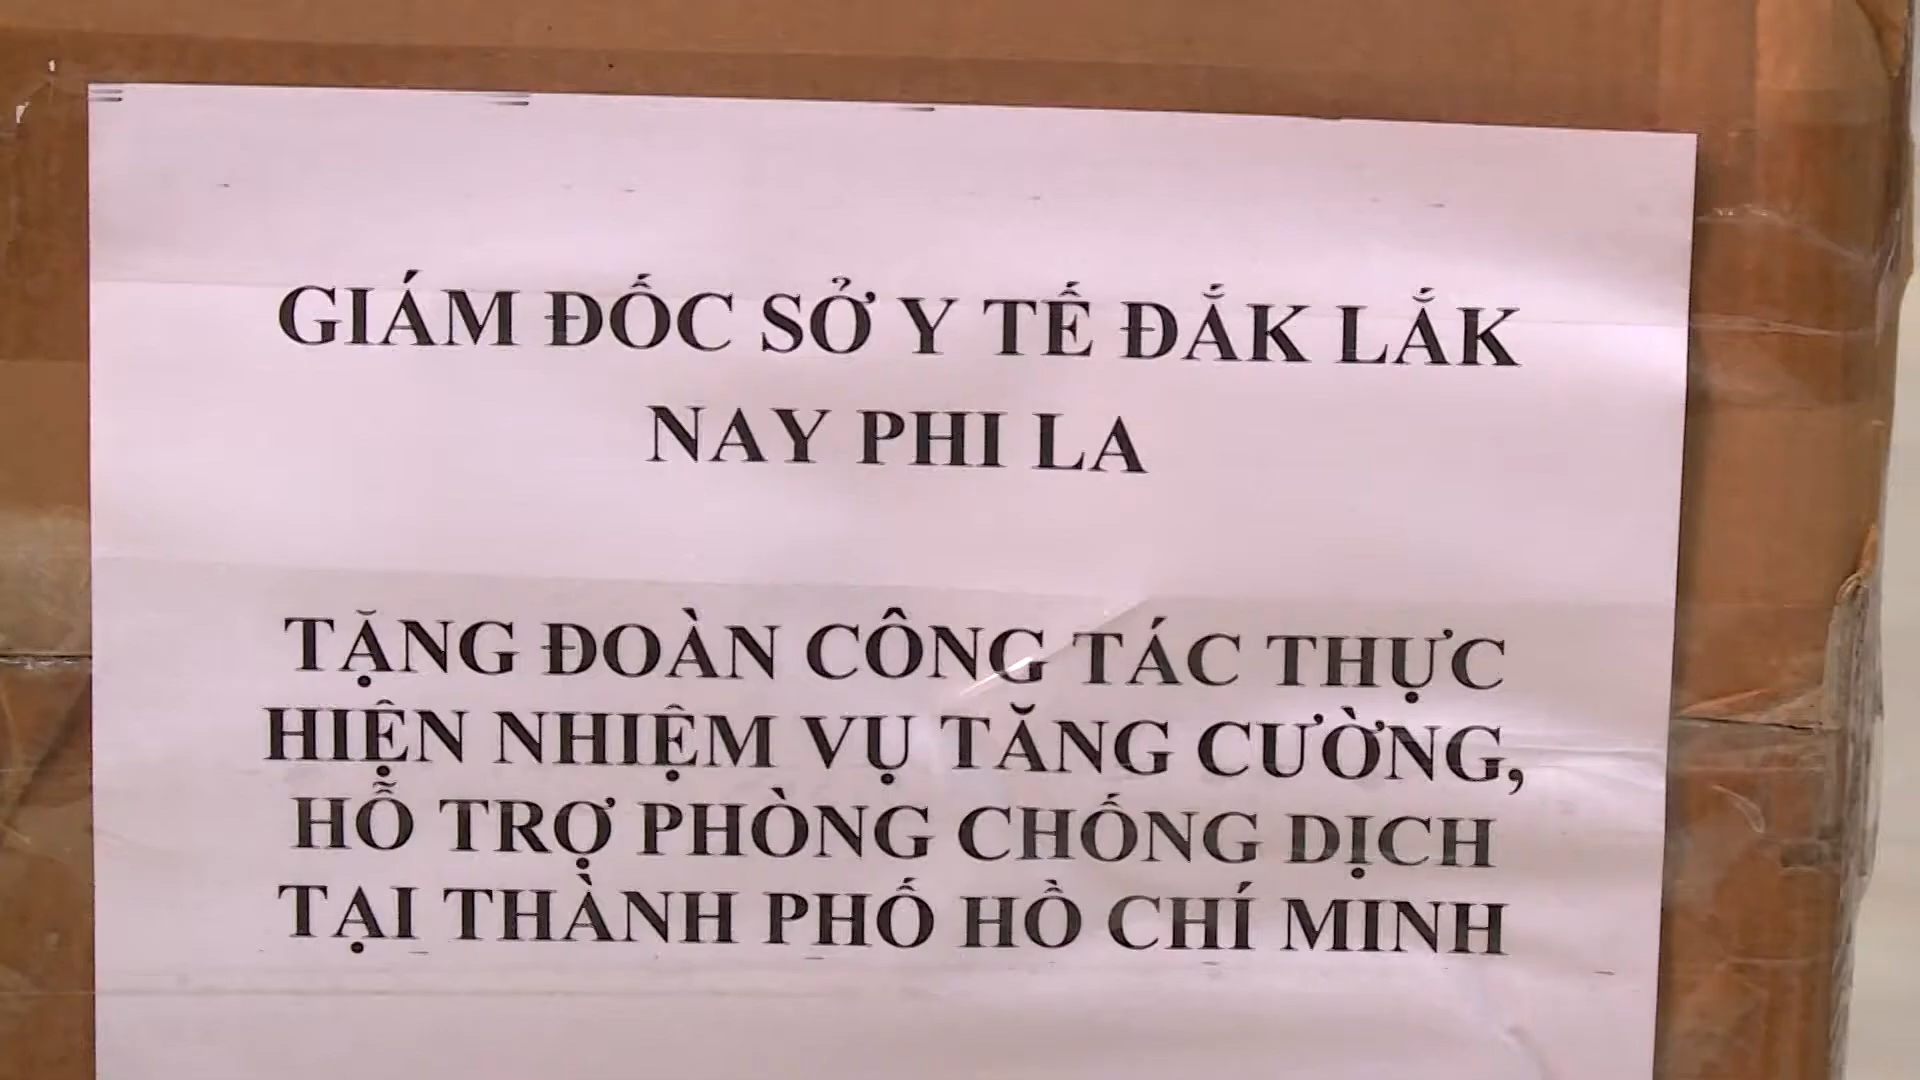 GIÁM ĐỐC SỞ Y TẾ ĐẮK LẮK
NAY PHI LA
TẶNG ĐOÀN CÔNG TÁC THỰC
HIỆN NHIỆM VỤ TĂNG CƯỜNG,
HỖ TRỢ PHÒNG CHỐNG DỊCH
TẠI THÀNH PHỐ HỒ CHÍ MINH